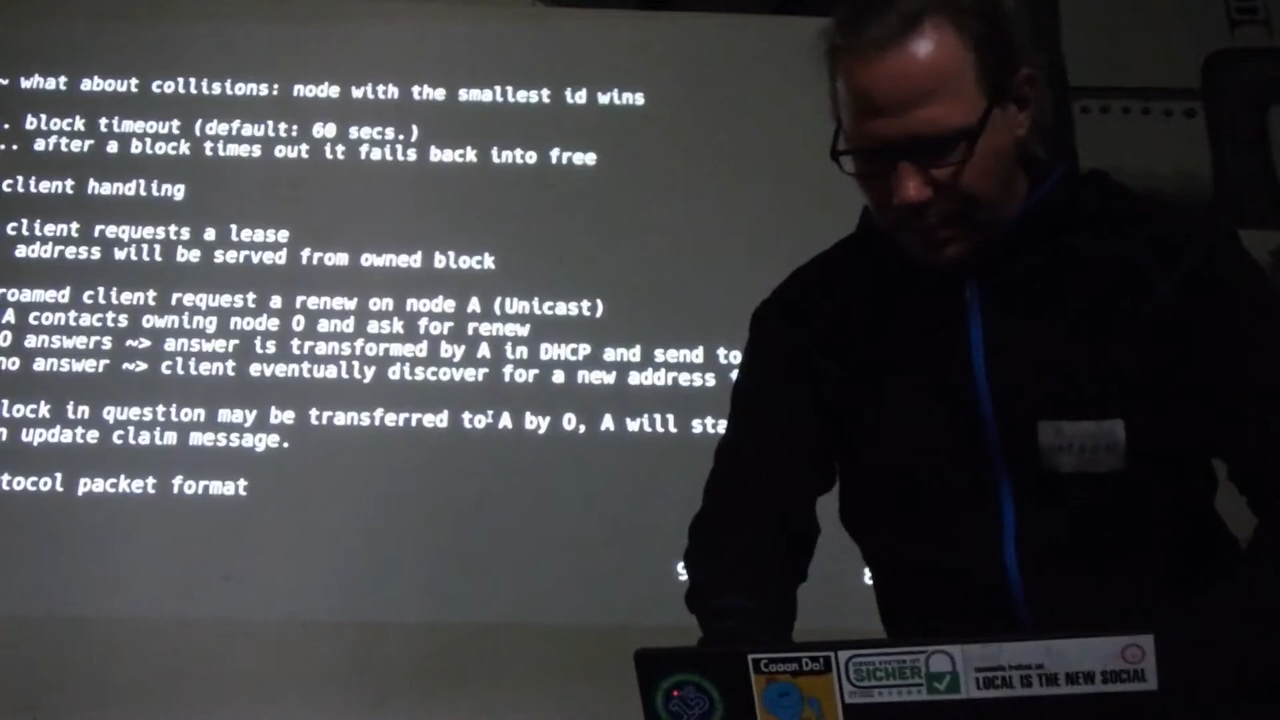 ~ what about collisions: node with the smallest id wins
. block timeout (default: 60 secs.)
.. after a block times out it fails back into free
client handling
client requests a lease
address will be served from owned block
roamed client request a renew on node A (Unicast)
A contacts owning node O and ask for renew
O answers ~> answer is transformed by A in DHCP and send to
no answer ~> client eventually discover for a new address
lock in question may be transferred to A by O, A will sta
n update claim message.
tocol packet format
Caaan Do!
SICHER
LOCAL IS THE NEW SOCIAL